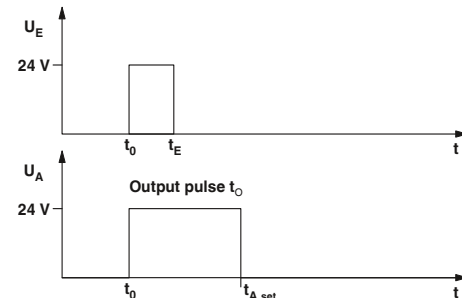 U_E
24 V
t_0
t_E
t
U_A
Output pulse t_O
24 V
t_0
t_A set
t